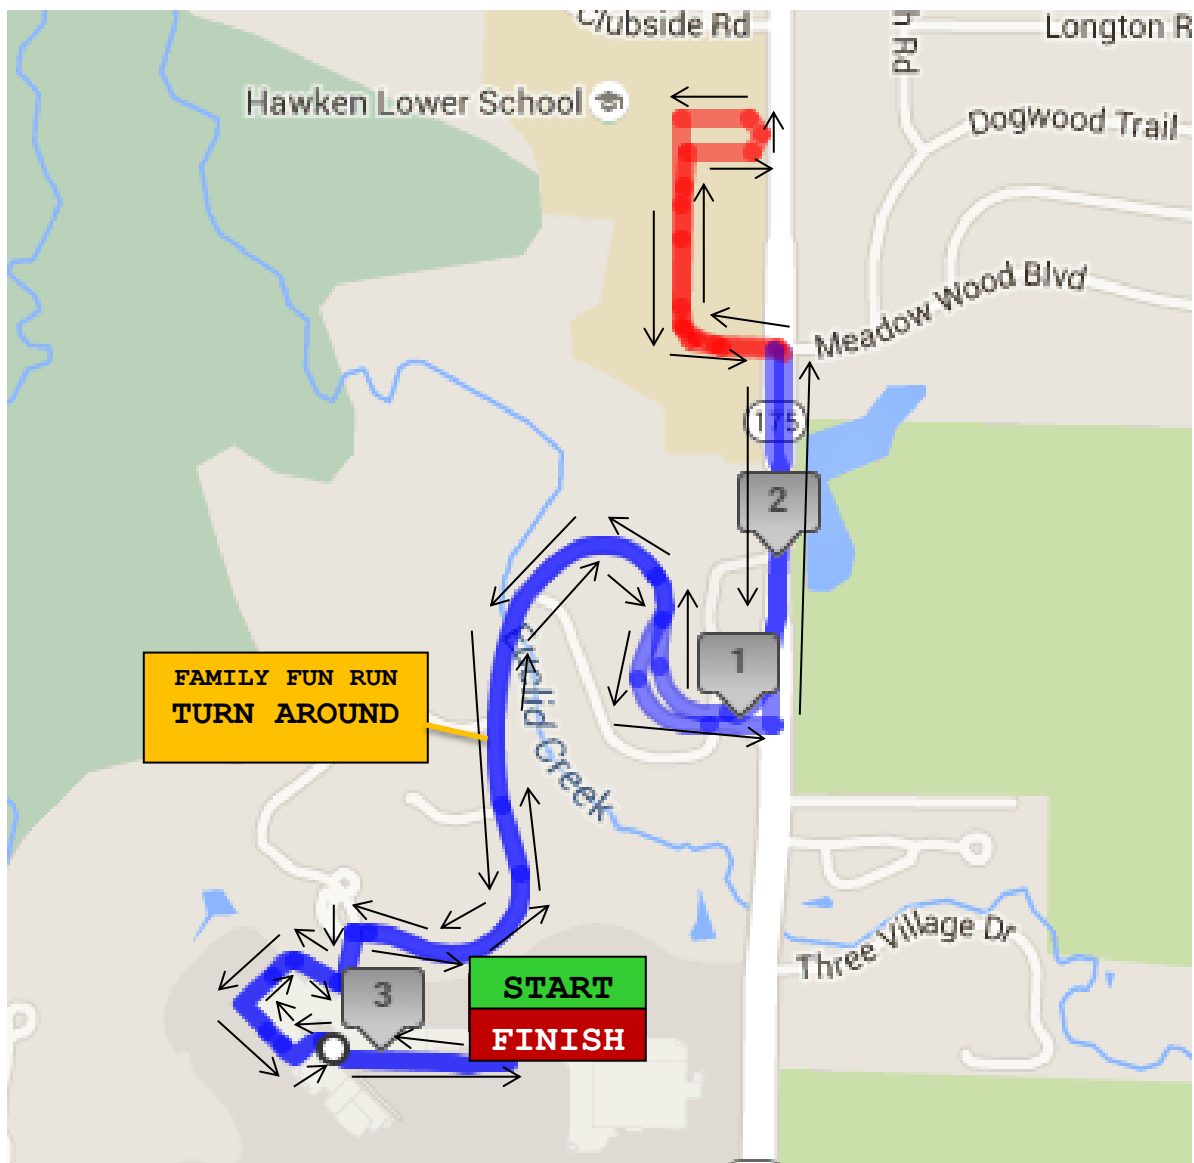 Clubside Rd
Longton R
h Rd
Hawken Lower School
Dogwood Trail
Meadow Wood Blvd
175
2
1
FAMILY FUN RUN
TURN AROUND
Euclid Creek
Three Village Dr
3
START
FINISH